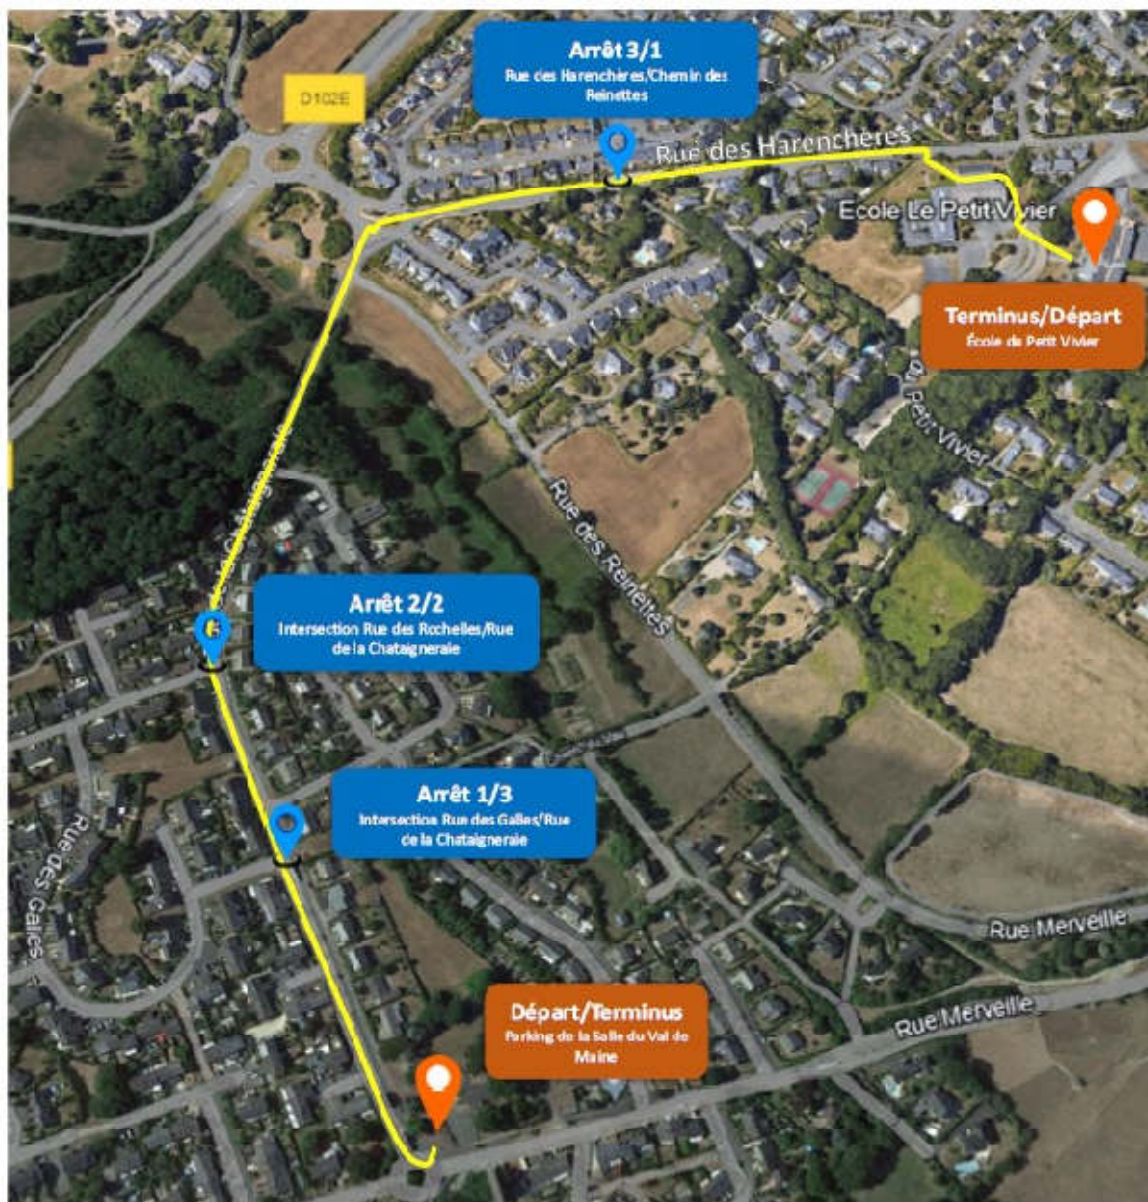 Arrêt 3/1
Rue des Harenchères/Chemin des
Reinettes
D102E
Rue des Harenchères
Ecole Le Petit Vivier
Terminus/Départ
École du Petit Vivier
Petit Vivier
Rue des Reinettes
Arrêt 2/2
Intersection Rue des Rochelles/Rue
de la Chataigneraie
Arrêt 1/3
Intersection Rue des Galles/Rue
de la Chataigneraie
Rue des Galles
Rue Merveille
Départ/Terminus
Parking de la Salle du Val de
Maine
Rue Merveille